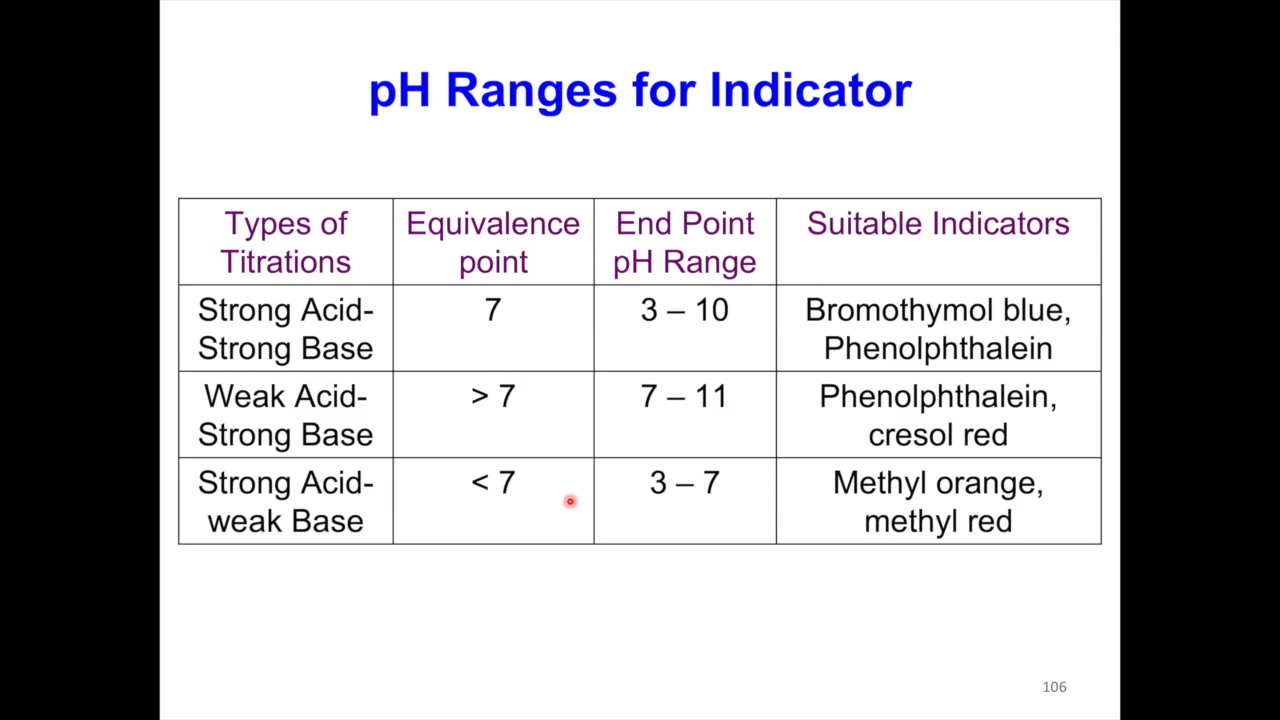 pH Ranges for Indicator
Types of
Titrations
Equivalence
point
End Point
pH Range
Suitable Indicators
Strong Acid-
Strong Base
7
3 – 10
Bromothymol blue,
Phenolphthalein
Weak Acid-
Strong Base
> 7
7 – 11
Phenolphthalein,
cresol red
Strong Acid-
weak Base
< 7
3 – 7
Methyl orange,
methyl red
106